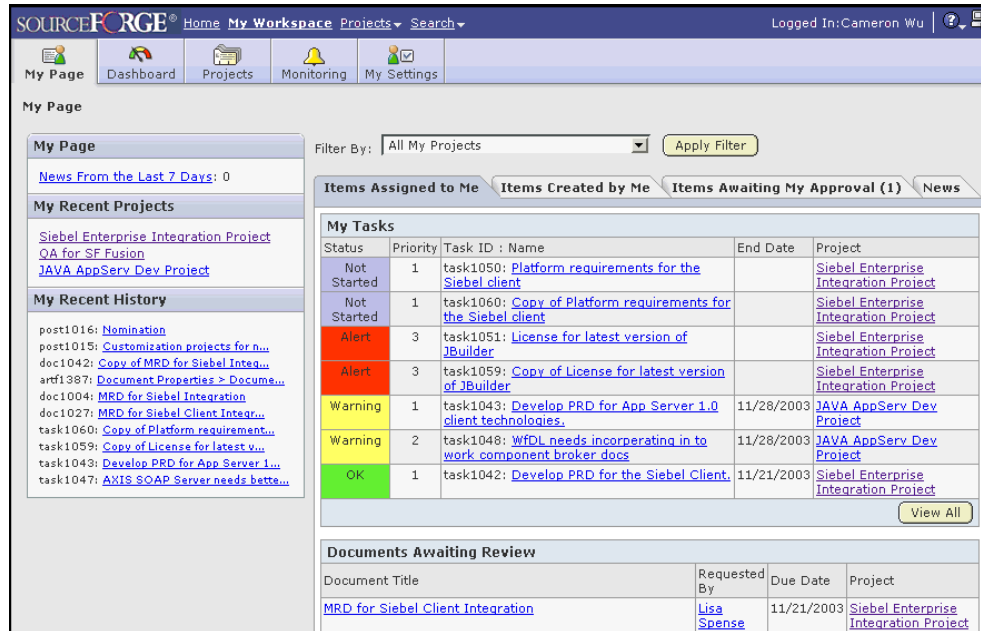 SOURCEFORGE® Home My Workspace Projects Search Logged In:Cameron Wu ?
My Page Dashboard Projects Monitoring My Settings
My Page
My Page
News From the Last 7 Days: 0
My Recent Projects
Siebel Enterprise Integration Project
QA for SF Fusion
JAVA AppServ Dev Project
My Recent History
post1016: Nomination
post1015: Customization projects for n...
doc1042: Copy of MRD for Siebel Integ...
artf1387: Document Properties > Docume...
doc1004: MRD for Siebel Integration
doc1027: MRD for Siebel Client Integr...
task1060: Copy of Platform requirement...
task1059: Copy of License for latest v...
task1043: Develop PRD for App Server 1...
task1047: AXIS SOAP Server needs bette...
Filter By: All My Projects Apply Filter
Items Assigned to Me Items Created by Me Items Awaiting My Approval (1) News
My Tasks
Status Priority Task ID : Name End Date Project
Not Started 1 task1050: Platform requirements for the Siebel client Siebel Enterprise Integration Project
Not Started 1 task1060: Copy of Platform requirements for the Siebel client Siebel Enterprise Integration Project
Alert 3 task1051: License for latest version of JBuilder Siebel Enterprise Integration Project
Alert 3 task1059: Copy of License for latest version of JBuilder Siebel Enterprise Integration Project
Warning 1 task1043: Develop PRD for App Server 1.0 client technologies. 11/28/2003 JAVA AppServ Dev Project
Warning 2 task1048: WfDL needs incorperating in to work component broker docs 11/28/2003 JAVA AppServ Dev Project
OK 1 task1042: Develop PRD for the Siebel Client. 11/21/2003 Siebel Enterprise Integration Project
View All
Documents Awaiting Review
Document Title Requested By Due Date Project
MRD for Siebel Client Integration Lisa Spense 11/21/2003 Siebel Enterprise Integration Project